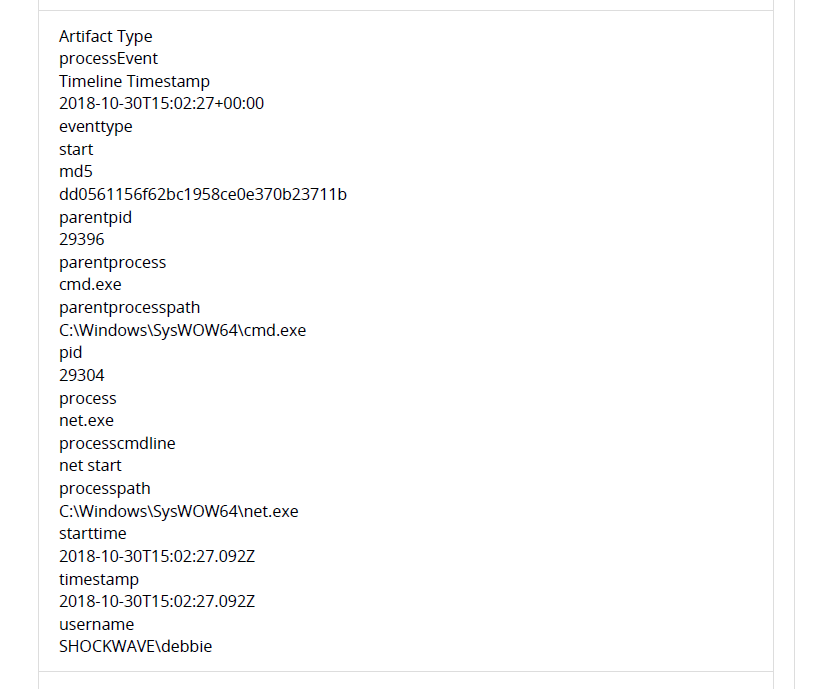 Artifact Type
processEvent
Timeline Timestamp
2018-10-30T15:02:27+00:00
eventtype
start
md5
dd0561156f62bc1958ce0e370b23711b
parentpid
29396
parentprocess
cmd.exe
parentprocesspath
C:\Windows\SysWOW64\cmd.exe
pid
29304
process
net.exe
processcmdline
net start
processpath
C:\Windows\SysWOW64\net.exe
starttime
2018-10-30T15:02:27.092Z
timestamp
2018-10-30T15:02:27.092Z
username
SHOCKWAVE\debbie